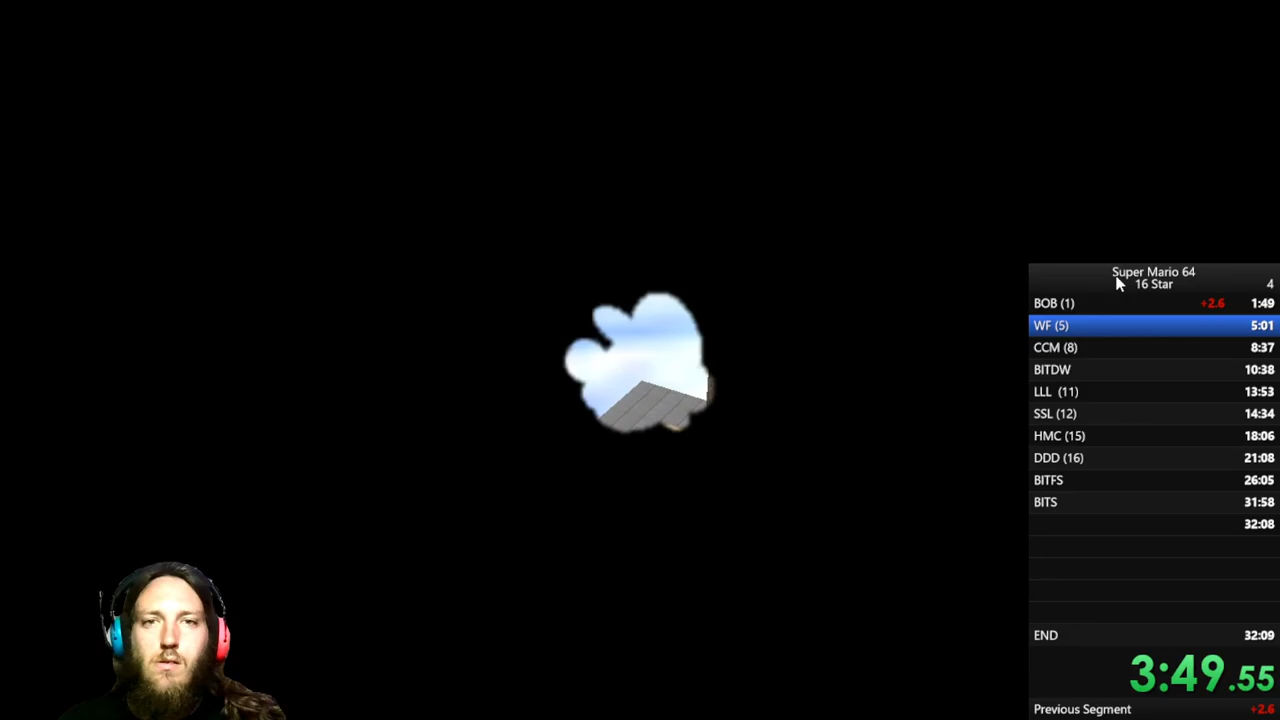 Super Mario 64
16 Star 4
BOB (1) +2.6 1:49
WF (5) 5:01
CCM (8) 8:37
BITDW 10:38
LLL (11) 13:53
SSL (12) 14:34
HMC (15) 18:06
DDD (16) 21:08
BITFS 26:05
BITS 31:58
32:08
END 32:09
3:49.55
Previous Segment +2.6